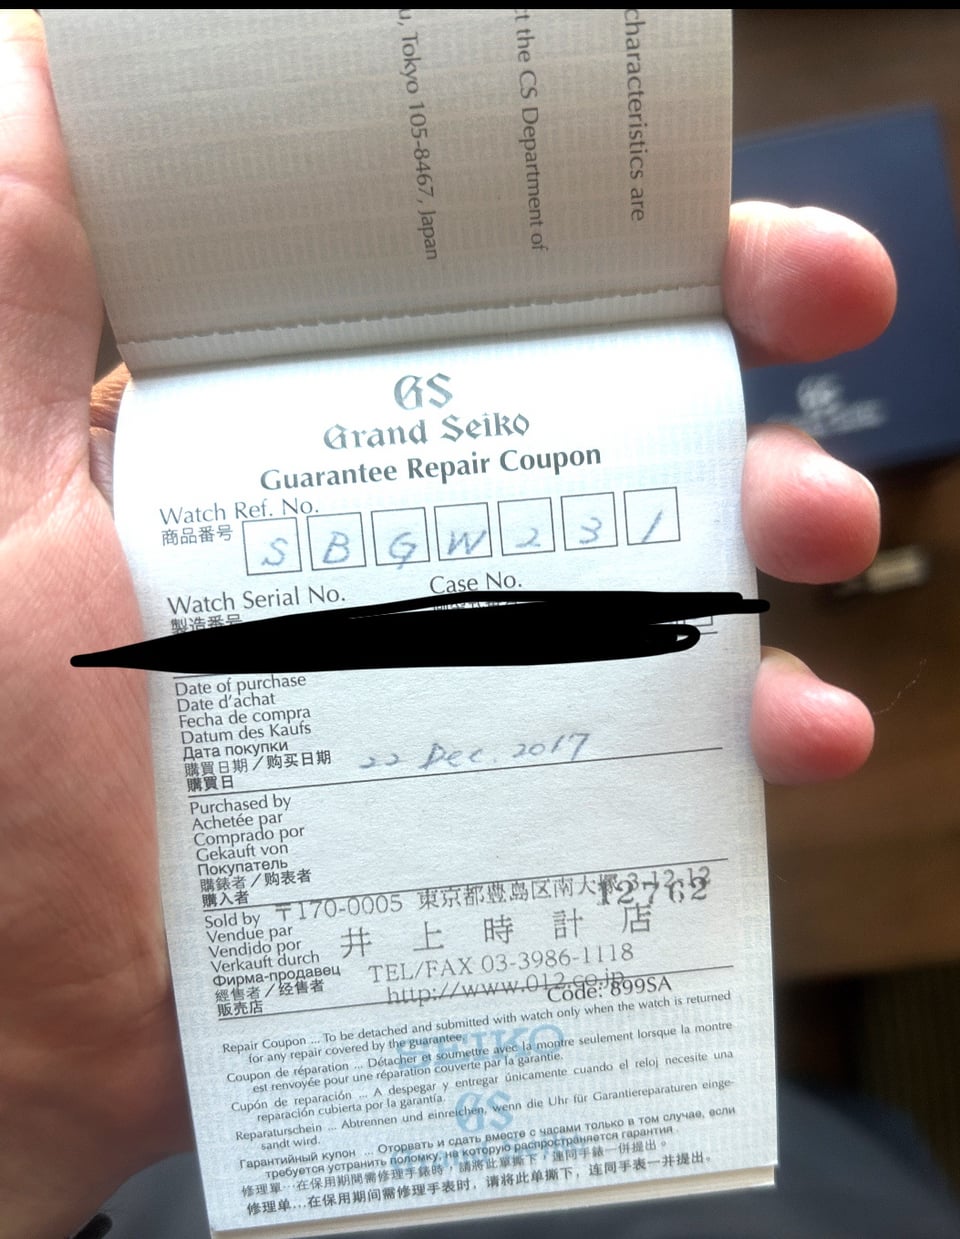 characteristics are
ct the CS Department of
u, Tokyo 105-8467, Japan
GS
Grand Seiko
Guarantee Repair Coupon
Watch Ref. No.
商品番号
S B G W 2 3 1
Watch Serial No.
Case No.
製造番号
Date of purchase
Date d'achat
Fecha de compra
Datum des Kaufs
Дата покупки
購買日期／购买日期
購買日
22 Dec. 2017
Purchased by
Achetée par
Comprado por
Gekauft von
Покупатель
購錶者／购表者
購入者
Sold by
Vendue par
Vendido por
Verkauft durch
Фирма-продавец
經售者／经售者
販売店
〒170-0005 東京都豊島区南大塚3-12-13
12762
井上時計店
TEL/FAX 03-3986-1118
http://www.012.co.jp
Code: 899SA
Repair Coupon ... To be detached and submitted with watch only when the watch is returned
for any repair covered by the guarantee.
Coupon de réparation ... Détacher et soumettre avec la montre seulement lorsque la montre
est renvoyée pour une réparation couverte par la garantie.
Cupón de reparación ... A despegar y entregar únicamente cuando el reloj necesite una
reparación cubierta por la garantía.
Reparaturschein ... Abtrennen und einreichen, wenn die Uhr für Garantiereparaturen einge-
sandt wird.
Гарантийный купон ... Оторвать и сдать вместе с часами только в том случае, если
требуется устранить поломку, на которую распространяется гарантия.
修理單…在保用期間需修理手錶時，請將此單撕下，連同手錶一併提出。
修理单…在保用期间需修理手表时，请将此单撕下，连同手表一并提出。
SEIKO
GS